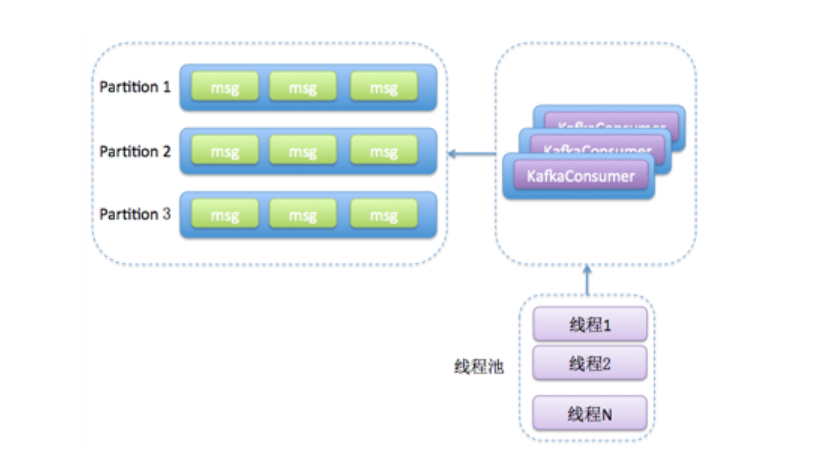 Partition 1
msg msg msg
Partition 2
msg msg msg
Partition 3
msg msg msg
KafkaConsumer
KafkaConsumer
KafkaConsumer
线程池
线程1
线程2
线程N